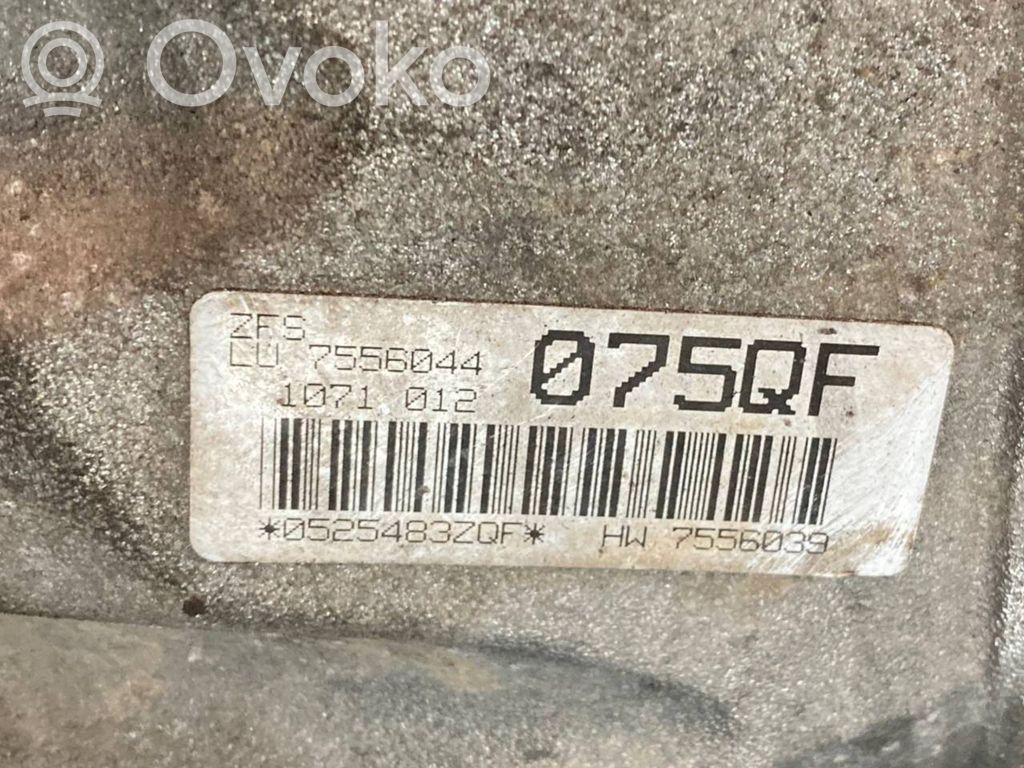 Ovoko
ZFS
LU 7556044
1071 012
075QF
*0525483ZQF* HW 7556039